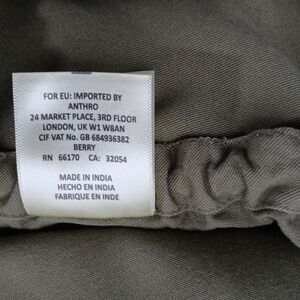 FOR EU: IMPORTED BY
ANTHRO
24 MARKET PLACE, 3RD FLOOR
LONDON, UK W1 W8AN
CIF VAT No. GB 684936382
BERRY
RN 66170 CA: 32054
MADE IN INDIA
HECHO EN INDIA
FABRIQUE EN INDE